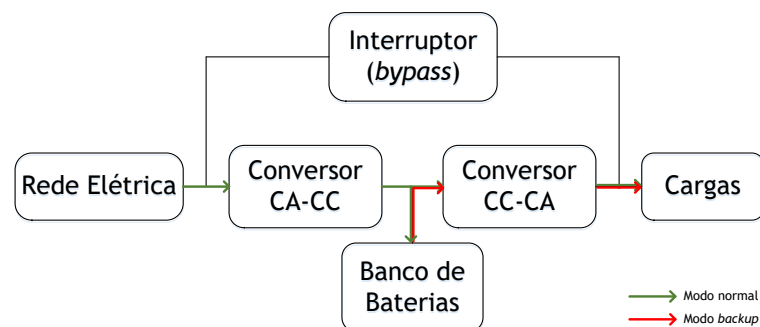 Interruptor
(bypass)
Rede Elétrica
Conversor
CA-CC
Conversor
CC-CA
Cargas
Banco de
Baterias
Modo normal
Modo backup